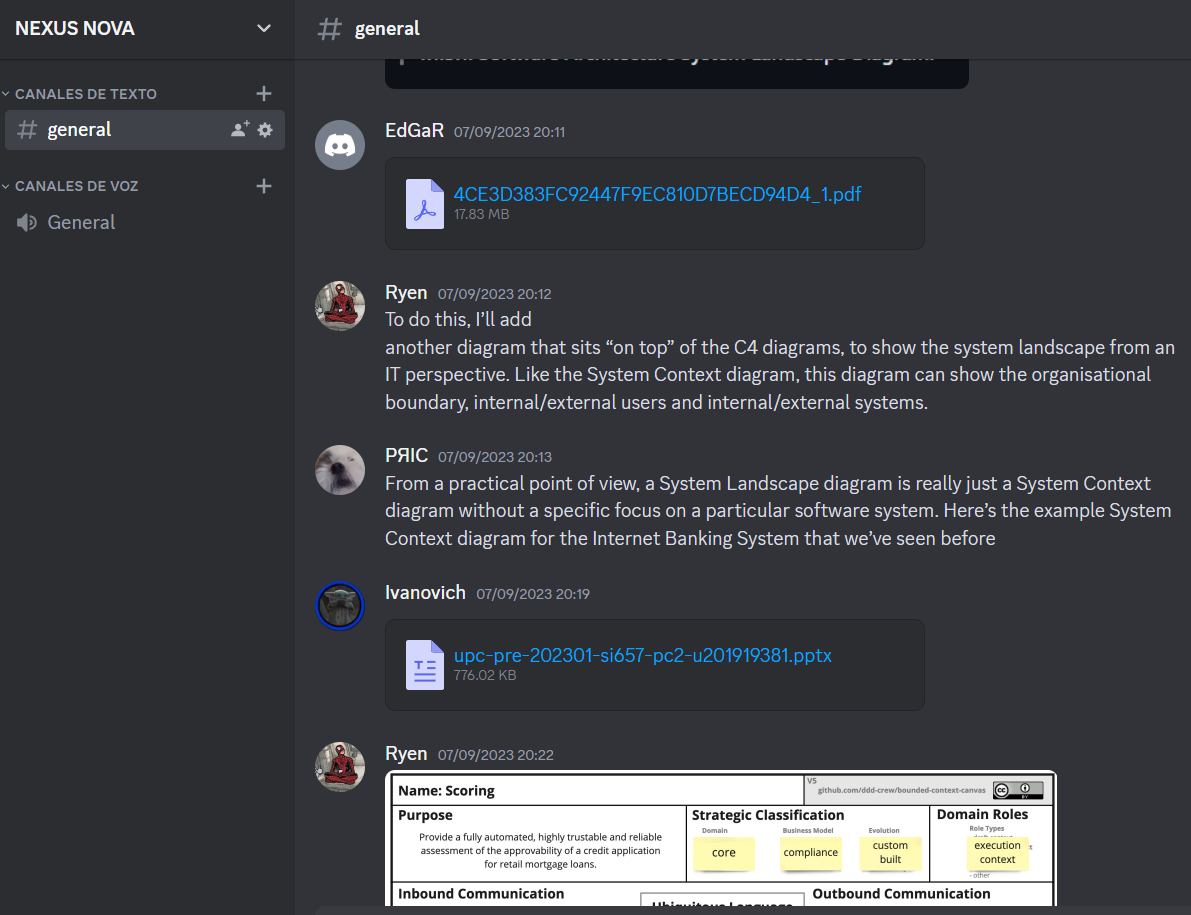 NEXUS NOVA
general
CANALES DE TEXTO
general
CANALES DE VOZ
General
EdGaR 07/09/2023 20:11
4CE3D383FC92447F9EC810D7BECD94D4_1.pdf
17.83 MB
Ryen 07/09/2023 20:12
To do this, I’ll add
another diagram that sits “on top” of the C4 diagrams, to show the system landscape from an
IT perspective. Like the System Context diagram, this diagram can show the organisational
boundary, internal/external users and internal/external systems.
PЯIC 07/09/2023 20:13
From a practical point of view, a System Landscape diagram is really just a System Context
diagram without a specific focus on a particular software system. Here’s the example System
Context diagram for the Internet Banking System that we’ve seen before
Ivanovich 07/09/2023 20:19
upc-pre-202301-si657-pc2-u201919381.pptx
776.02 KB
Ryen 07/09/2023 20:22
Name: Scoring
V5
github.com/ddd-crew/bounded-context-canvas
CC BY
Purpose
Provide a fully automated, highly trustable and reliable
assessment of the approvability of a credit application
for retail mortgage loans.
Strategic Classification
Domain
Business Model
Evolution
core
compliance
custom
built
Domain Roles
Role Types
execution
context
- other
Inbound Communication
Ubiquitous Language
Outbound Communication